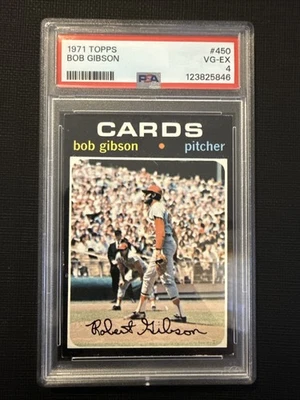 1971 TOPPS #450
BOB GIBSON VG-EX
PSA 4
123825846
CARDS
bob gibson • pitcher
Robert Gibson